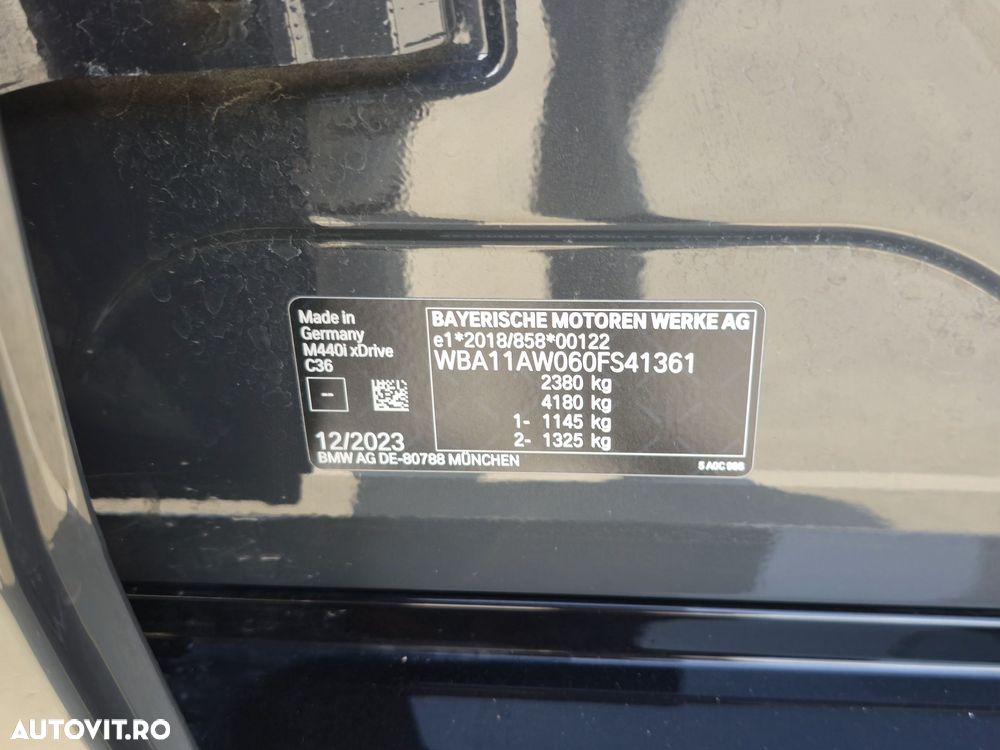 Made in
Germany
M440i xDrive
C36
--
12/2023
BMW AG DE-80788 MÜNCHEN
BAYERISCHE MOTOREN WERKE AG
e1*2018/858*00122
WBA11AW060FS41361
2380 kg
4180 kg
1- 1145 kg
2- 1325 kg
AUTOVIT.RO